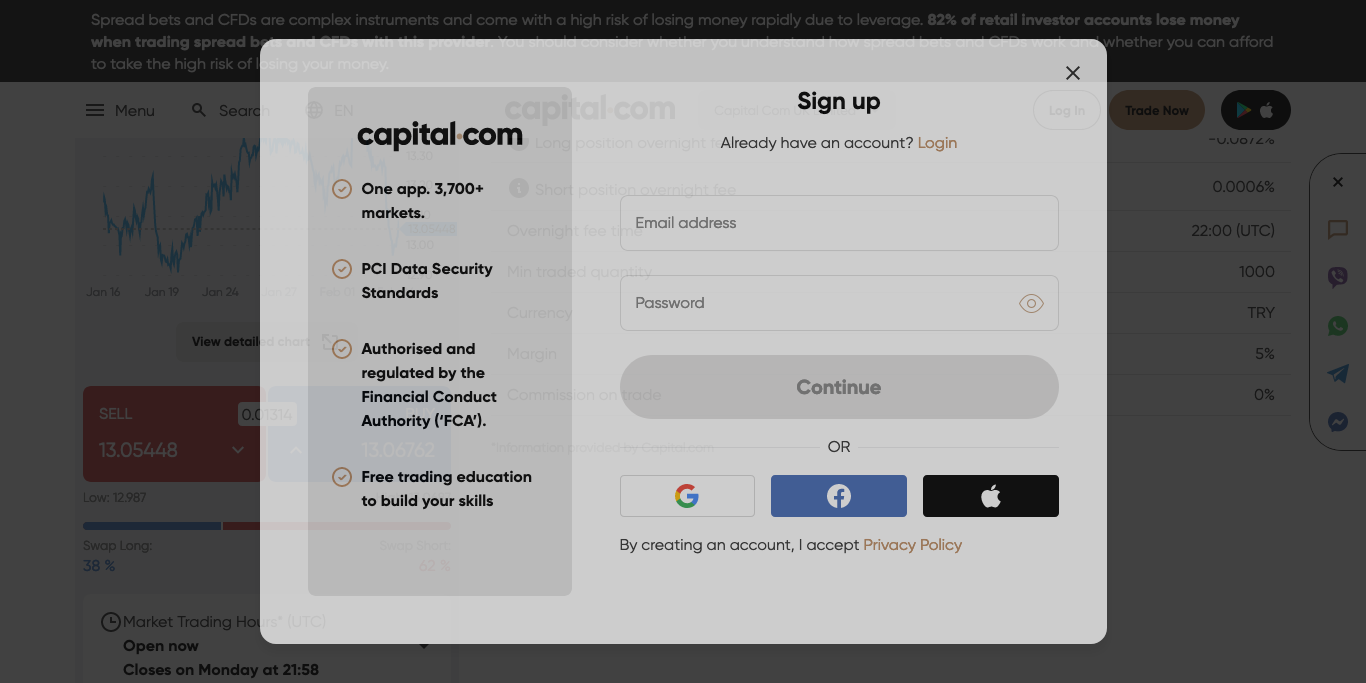 Spread bets and CFDs are complex instruments and come with a high risk of losing money rapidly due to leverage. 82% of retail investor accounts lose money
when trading spread bets and CFDs with this provider. You should consider whether you understand how spread bets and CFDs work and whether you can afford
to take the high risk of losing your money.
Menu
Search
EN
capital.com
Log In
Trade Now
Sign up
Already have an account? Login
capital.com
One app. 3,700+
markets.
PCI Data Security
Standards
Authorised and
regulated by the
Financial Conduct
Authority (‘FCA’).
Free trading education
to build your skills
Email address
Password
Continue
OR
By creating an account, I accept Privacy Policy
13.30
13.05448
13.00
Jan 16
Jan 19
Jan 24
Jan 27
View detailed chart
SELL
13.05448
0.01314
13.06762
Low: 12.987
Swap Long:
38 %
Swap Short:
62 %
Market Trading Hours* (UTC)
Open now
Closes on Monday at 21:58
Long position overnight fee
-0.0872%
Short position overnight fee
0.0006%
Overnight fee time
22:00 (UTC)
Min traded quantity
1000
Currency
TRY
Margin
5%
Commission on trade
0%
*Information provided by Capital.com